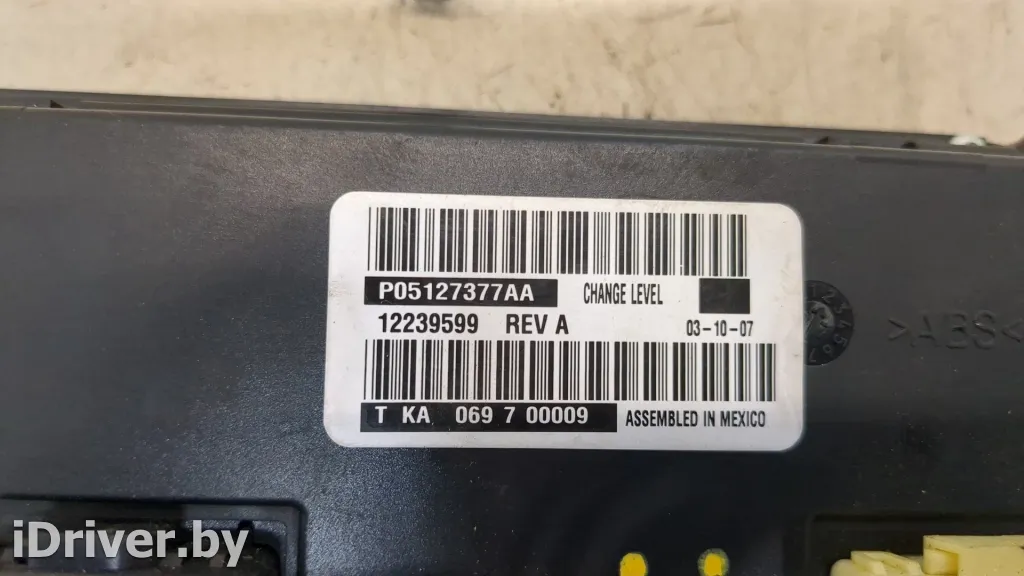 P05127377AA CHANGE LEVEL
12239599 REV A 03-10-07
T KA 069 7 00009 ASSEMBLED IN MEXICO
>ABS<
iDriver.by